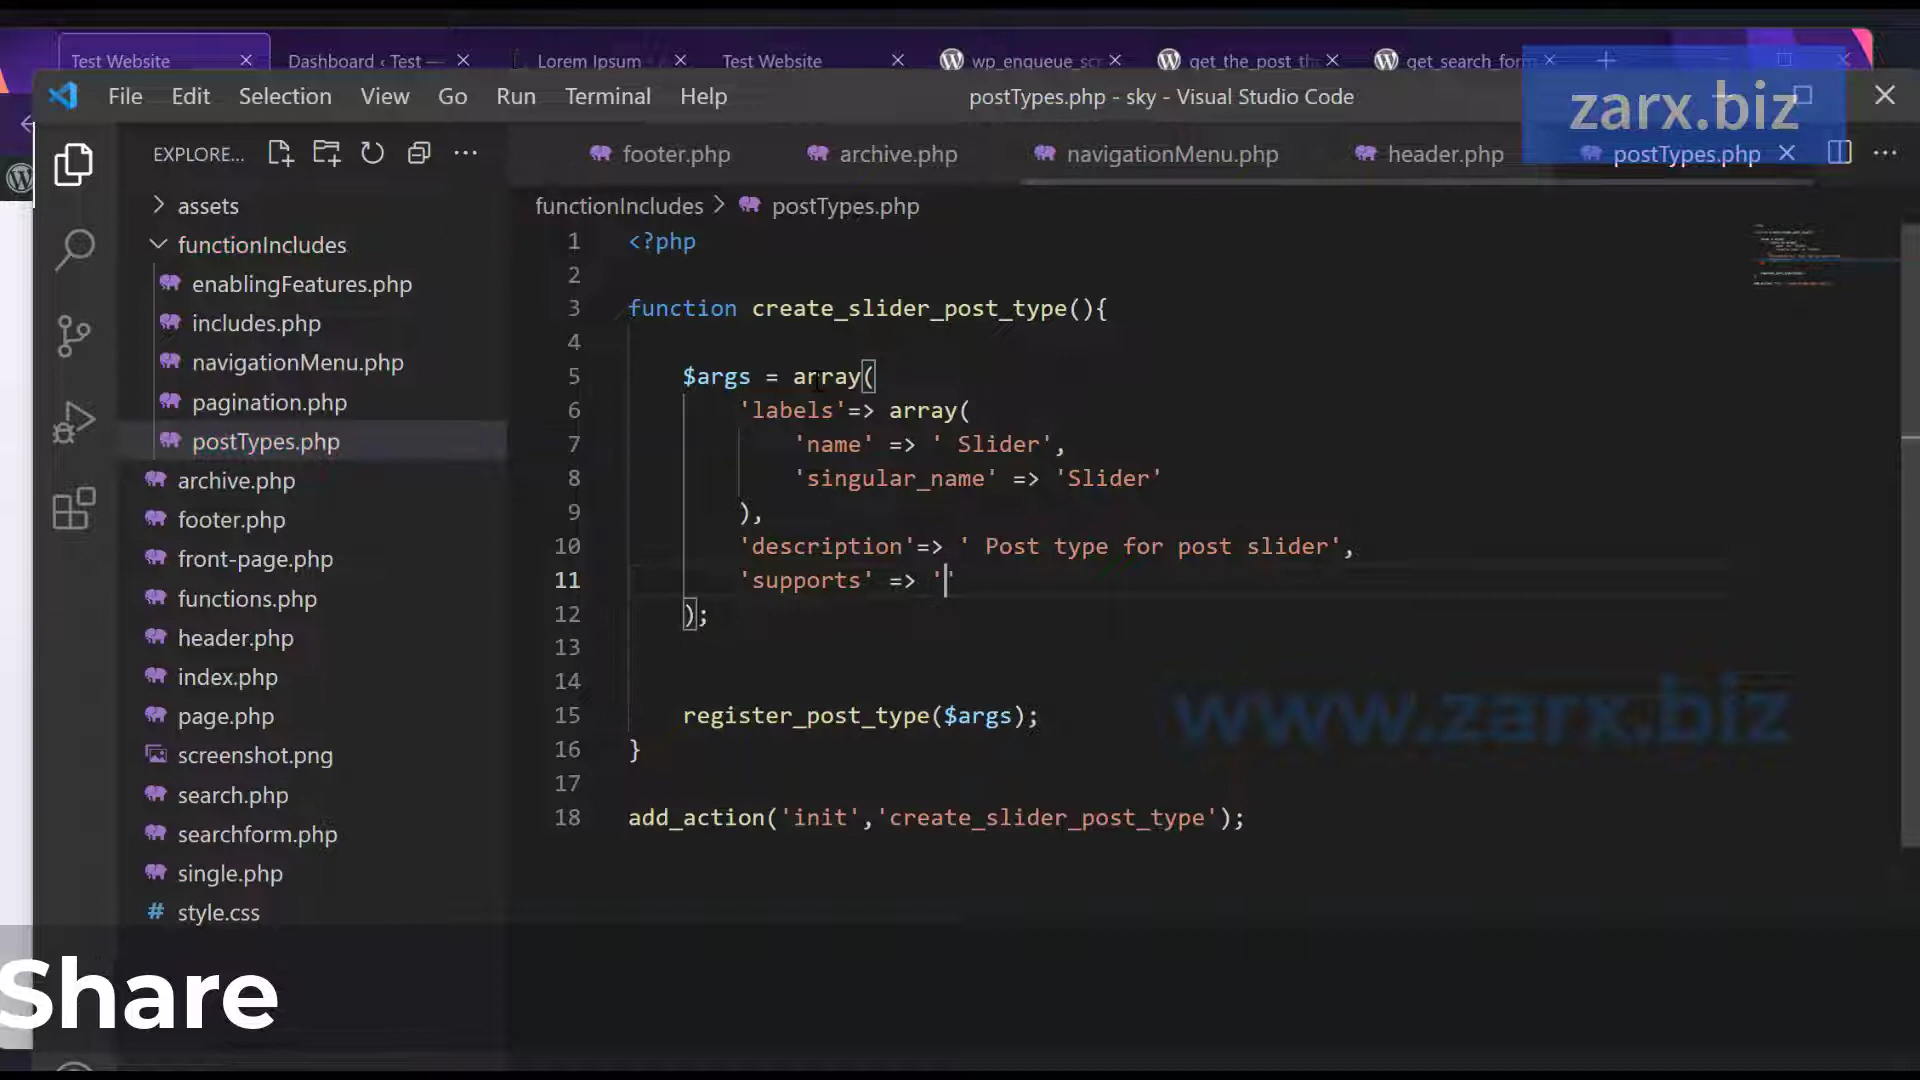 Test Website
Dashboard ‹ Test —
Lorem Ipsum
Test Website
wp_enqueue_scr
get_the_post_th
get_search_form
File Edit Selection View Go Run Terminal Help
postTypes.php - sky - Visual Studio Code
zarx.biz
EXPLORE...
footer.php
archive.php
navigationMenu.php
header.php
postTypes.php
functionIncludes > postTypes.php
assets
functionIncludes
enablingFeatures.php
includes.php
navigationMenu.php
pagination.php
postTypes.php
archive.php
footer.php
front-page.php
functions.php
header.php
index.php
page.php
screenshot.png
search.php
searchform.php
single.php
style.css
1 <?php
2
3 function create_slider_post_type(){
4
5 $args = array(
6 'labels'=> array(
7 'name' => ' Slider',
8 'singular_name' => 'Slider'
9 ),
10 'description'=> ' Post type for post slider',
11 'supports' => ''
12 );
13
14
15 register_post_type($args);
16 }
17
18 add_action('init','create_slider_post_type');
www.zarx.biz
Share